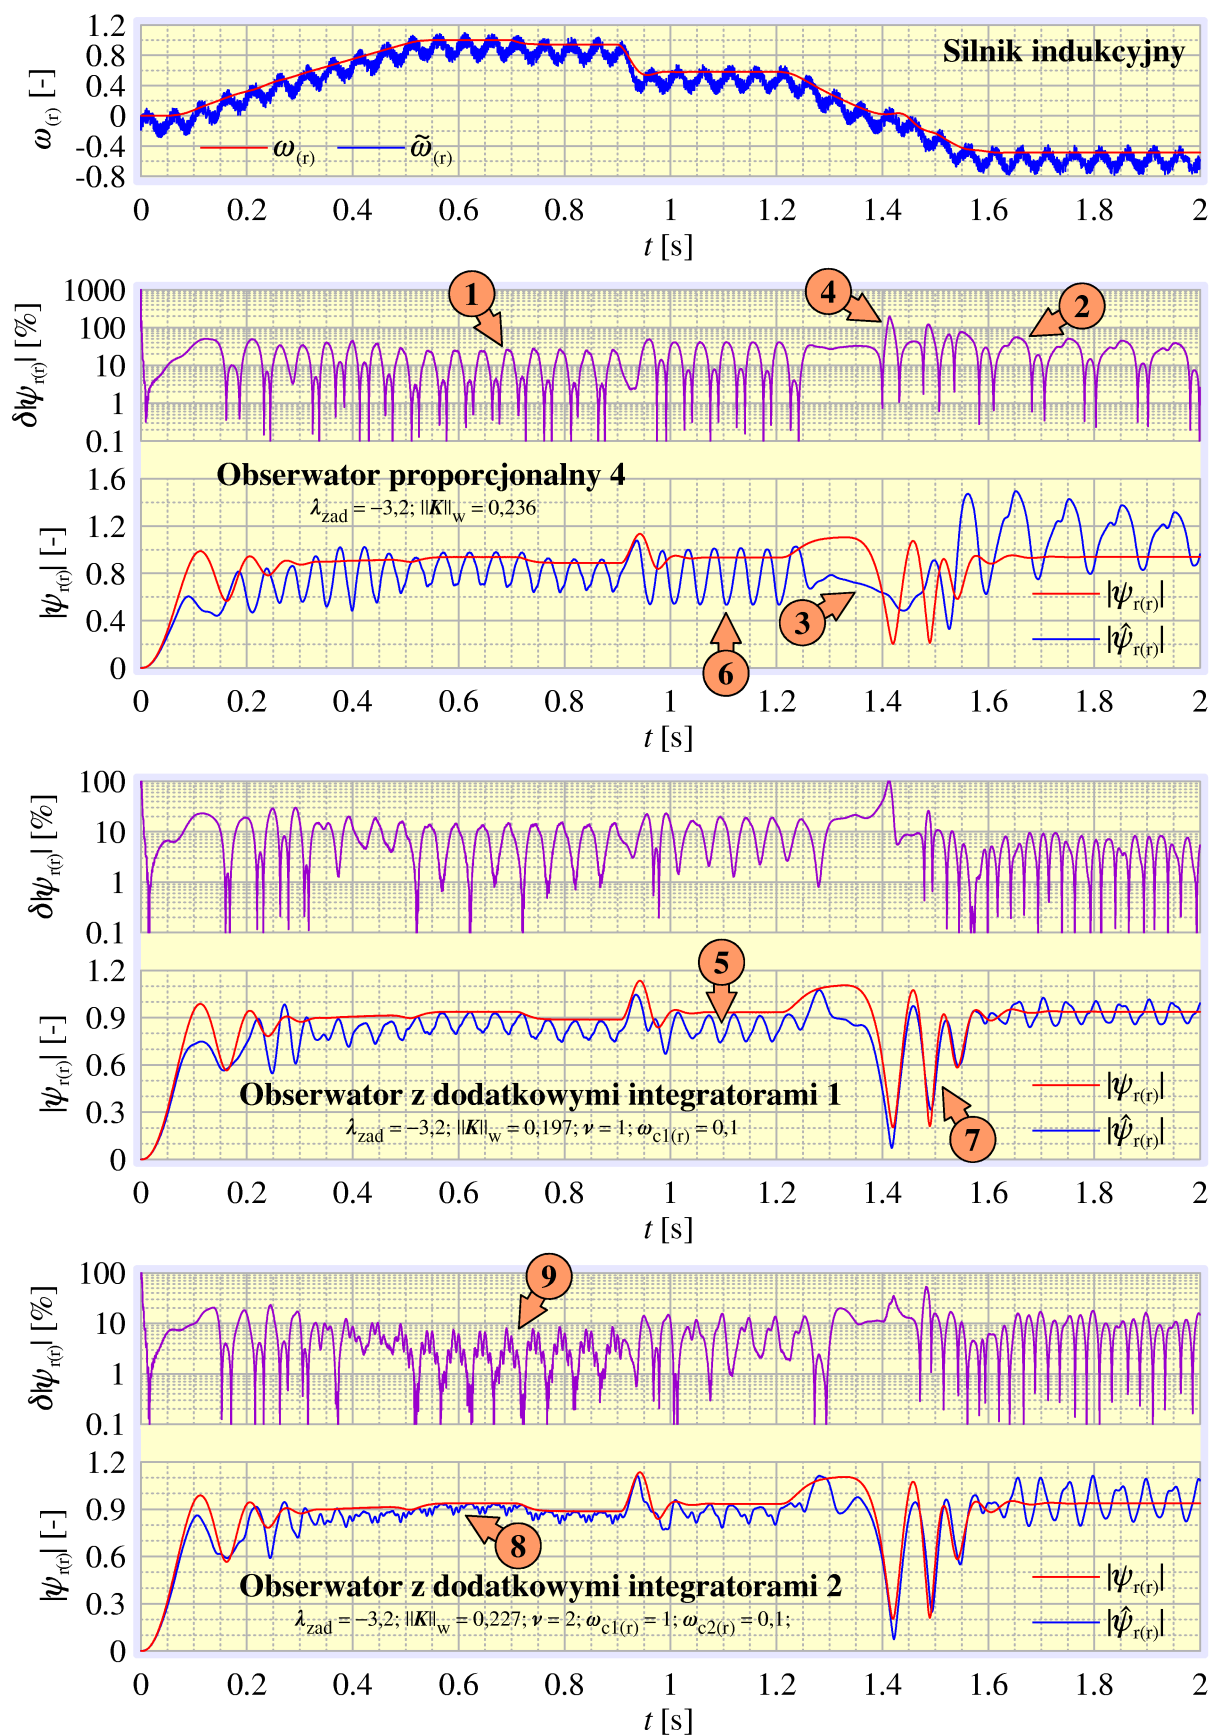 Silnik indukcyjny
ω(r) [-]
1.2
0.8
0.4
0
-0.4
-0.8
ω(r) ω̃(r)
0 0.2 0.4 0.6 0.8 1 1.2 1.4 1.6 1.8 2
t [s]
δ|ψr(r)| [%]
1000
100
10
1
0.1
1
4
2
Obserwator proporcjonalny 4
λzad = −3,2; ||K||w = 0,236
|ψr(r)| [-]
1.6
1.2
0.8
0.4
0
3
6
|ψr(r)|
|ψ̂r(r)|
0 0.2 0.4 0.6 0.8 1 1.2 1.4 1.6 1.8 2
t [s]
δ|ψr(r)| [%]
100
10
1
0.1
5
|ψr(r)| [-]
1.2
0.9
0.6
0.3
0
Obserwator z dodatkowymi integratorami 1
λzad = −3,2; ||K||w = 0,197; ν = 1; ωc1(r) = 0,1
7
|ψr(r)|
|ψ̂r(r)|
0 0.2 0.4 0.6 0.8 1 1.2 1.4 1.6 1.8 2
t [s]
9
δ|ψr(r)| [%]
100
10
1
0.1
|ψr(r)| [-]
1.2
0.9
0.6
0.3
0
8
Obserwator z dodatkowymi integratorami 2
λzad = −3,2; ||K||w = 0,227; ν = 2; ωc1(r) = 1; ωc2(r) = 0,1;
|ψr(r)|
|ψ̂r(r)|
0 0.2 0.4 0.6 0.8 1 1.2 1.4 1.6 1.8 2
t [s]